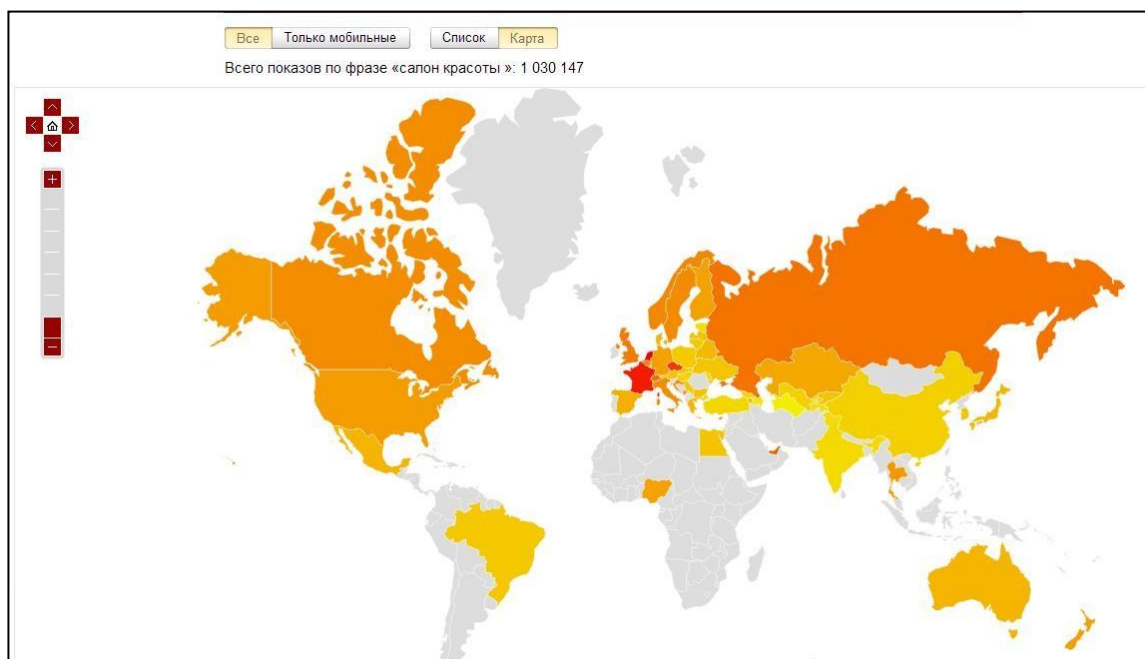 Все Только мобильные Список Карта
Всего показов по фразе «салон красоты »: 1 030 147